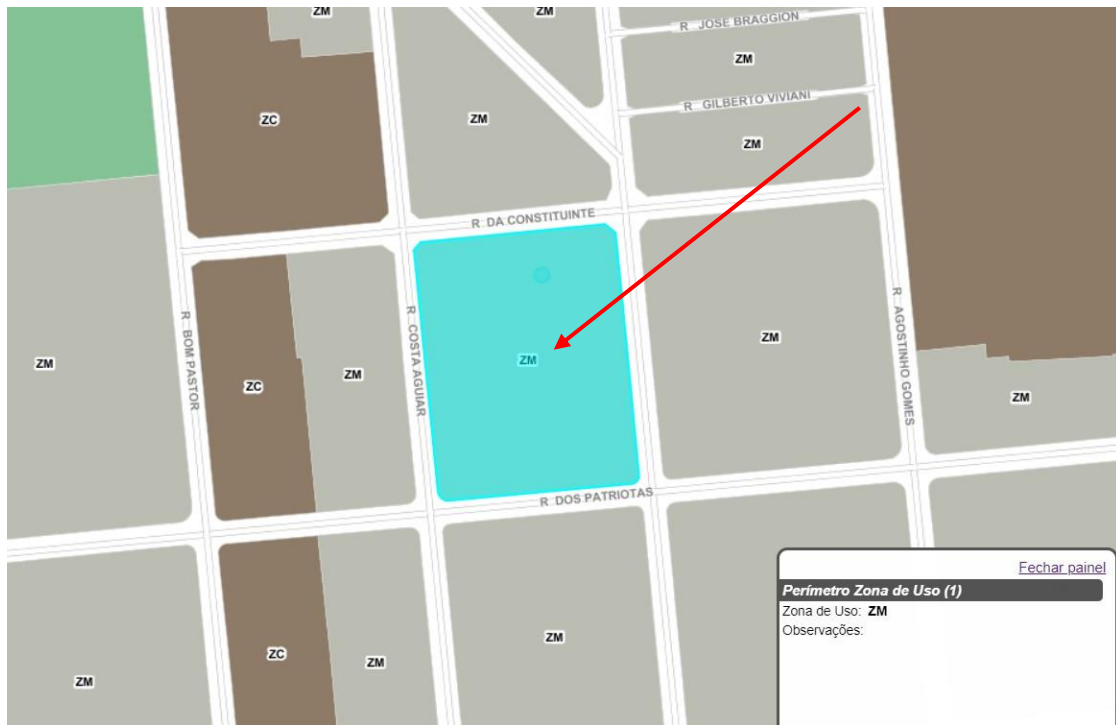 ZM
ZM
R JOSE BRAGGION
ZM
R GILBERTO VIVIANI
ZC
ZM
ZM
R DA CONSTITUINTE
R BOM PASTOR
R COSTA AGUIAR
R AGOSTINHO GOMES
ZM
ZC
ZM
ZM
ZM
ZM
R DOS PATRIOTAS
ZM
ZC
ZM
ZM
Fechar painel
Perímetro Zona de Uso (1)
Zona de Uso: ZM
Observações: